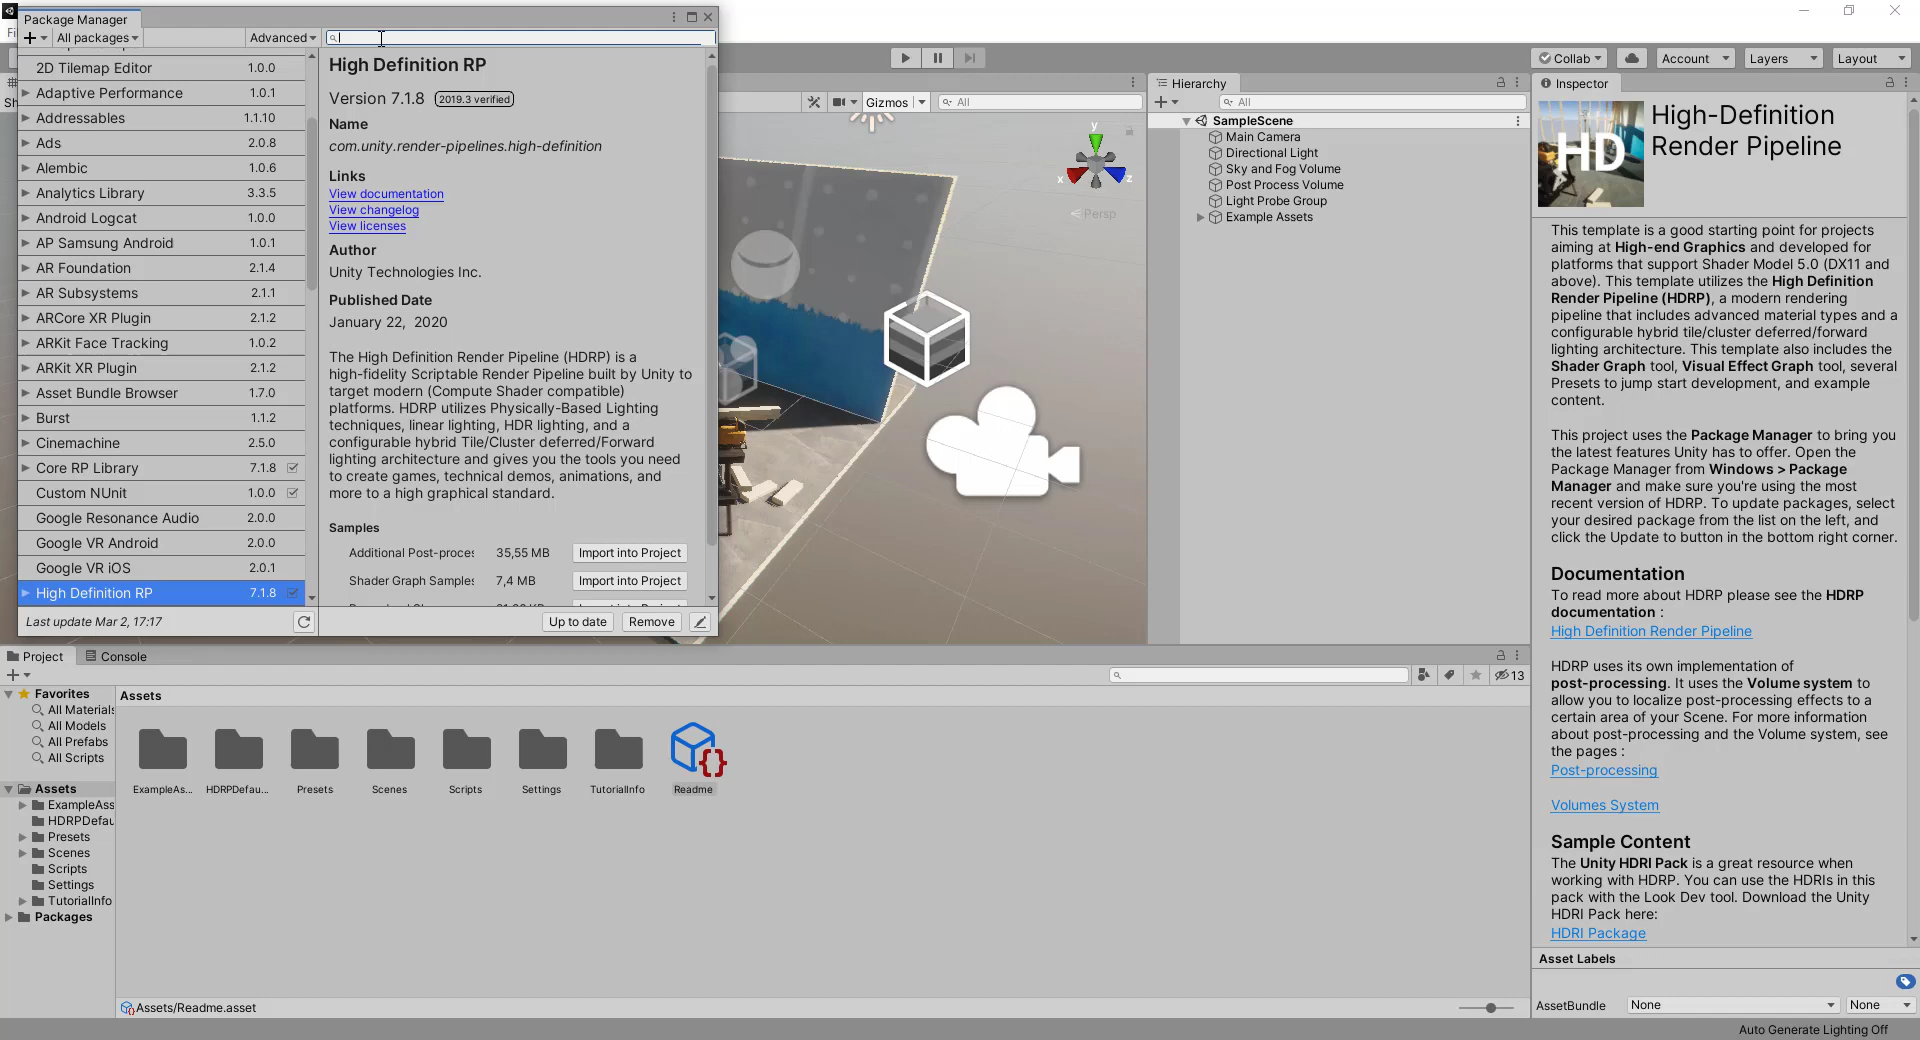 Package Manager
All packages
Advanced
2D Tilemap Editor 1.0.0
Adaptive Performance 1.0.1
Addressables 1.1.10
Ads 2.0.8
Alembic 1.0.6
Analytics Library 3.3.5
Android Logcat 1.0.0
AP Samsung Android 1.0.1
AR Foundation 2.1.4
AR Subsystems 2.1.1
ARCore XR Plugin 2.1.2
ARKit Face Tracking 1.0.2
ARKit XR Plugin 2.1.2
Asset Bundle Browser 1.7.0
Burst 1.1.2
Cinemachine 2.5.0
Core RP Library 7.1.8
Custom NUnit 1.0.0
Google Resonance Audio 2.0.0
Google VR Android 2.0.0
Google VR iOS 2.0.1
High Definition RP 7.1.8
Last update Mar 2, 17:17
High Definition RP
Version 7.1.8 2019.3 verified
Name
com.unity.render-pipelines.high-definition
Links
View documentation
View changelog
View licenses
Author
Unity Technologies Inc.
Published Date
January 22, 2020
The High Definition Render Pipeline (HDRP) is a
high-fidelity Scriptable Render Pipeline built by Unity to
target modern (Compute Shader compatible)
platforms. HDRP utilizes Physically-Based Lighting
techniques, linear lighting, HDR lighting, and a
configurable hybrid Tile/Cluster deferred/Forward
lighting architecture and gives you the tools you need
to create games, technical demos, animations, and
more to a high graphical standard.
Samples
Additional Post-proces 35,55 MB Import into Project
Shader Graph Samples 7,4 MB Import into Project
Up to date Remove
Gizmos All
y
x z
Persp
Collab Account Layers Layout
Hierarchy
All
SampleScene
Main Camera
Directional Light
Sky and Fog Volume
Post Process Volume
Light Probe Group
Example Assets
Inspector
HD
High-Definition
Render Pipeline
This template is a good starting point for projects
aiming at High-end Graphics and developed for
platforms that support Shader Model 5.0 (DX11 and
above). This template utilizes the High Definition
Render Pipeline (HDRP), a modern rendering
pipeline that includes advanced material types and a
configurable hybrid tile/cluster deferred/forward
lighting architecture. This template also includes the
Shader Graph tool, Visual Effect Graph tool, several
Presets to jump start development, and example
content.
This project uses the Package Manager to bring you
the latest features Unity has to offer. Open the
Package Manager from Windows > Package
Manager and make sure you're using the most
recent version of HDRP. To update packages, select
your desired package from the list on the left, and
click the Update to button in the bottom right corner.
Documentation
To read more about HDRP please see the HDRP
documentation :
High Definition Render Pipeline
HDRP uses its own implementation of
post-processing. It uses the Volume system to
allow you to localize post-processing effects to a
certain area of your Scene. For more information
about post-processing and the Volume system, see
the pages :
Post-processing
Volumes System
Sample Content
The Unity HDRI Pack is a great resource when
working with HDRP. You can use the HDRIs in this
pack with the Look Dev tool. Download the Unity
HDRI Pack here:
HDRI Package
Asset Labels
AssetBundle None None
Auto Generate Lighting Off
Project Console
13
Favorites
All Materials
All Models
All Prefabs
All Scripts
Assets
ExampleAss
HDRPDefau
Presets
Scenes
Scripts
Settings
TutorialInfo
Packages
Assets
ExampleAs... HDRPDefau... Presets Scenes Scripts Settings TutorialInfo Readme
Assets/Readme.asset